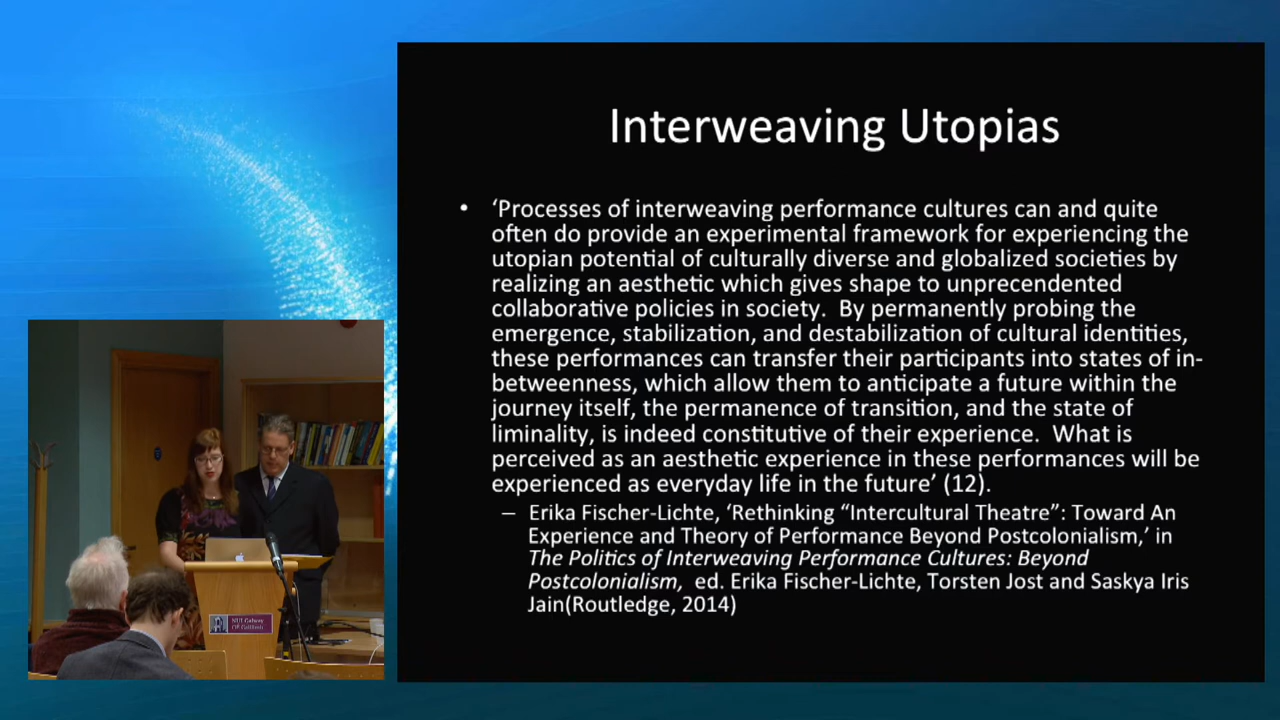 Interweaving Utopias
• ‘Processes of interweaving performance cultures can and quite
often do provide an experimental framework for experiencing the
utopian potential of culturally diverse and globalized societies by
realizing an aesthetic which gives shape to unprecendented
collaborative policies in society.  By permanently probing the
emergence, stabilization, and destabilization of cultural identities,
these performances can transfer their participants into states of in-
betweenness, which allow them to anticipate a future within the
journey itself, the permanence of transition, and the state of
liminality, is indeed constitutive of their experience.  What is
perceived as an aesthetic experience in these performances will be
experienced as everyday life in the future’ (12).
– Erika Fischer-Lichte, ‘Rethinking “Intercultural Theatre”: Toward An
Experience and Theory of Performance Beyond Postcolonialism,’ in
The Politics of Interweaving Performance Cultures: Beyond
Postcolonialism,  ed. Erika Fischer-Lichte, Torsten Jost and Saskya Iris
Jain(Routledge, 2014)
NUI Galway
OÉ Gaillimh